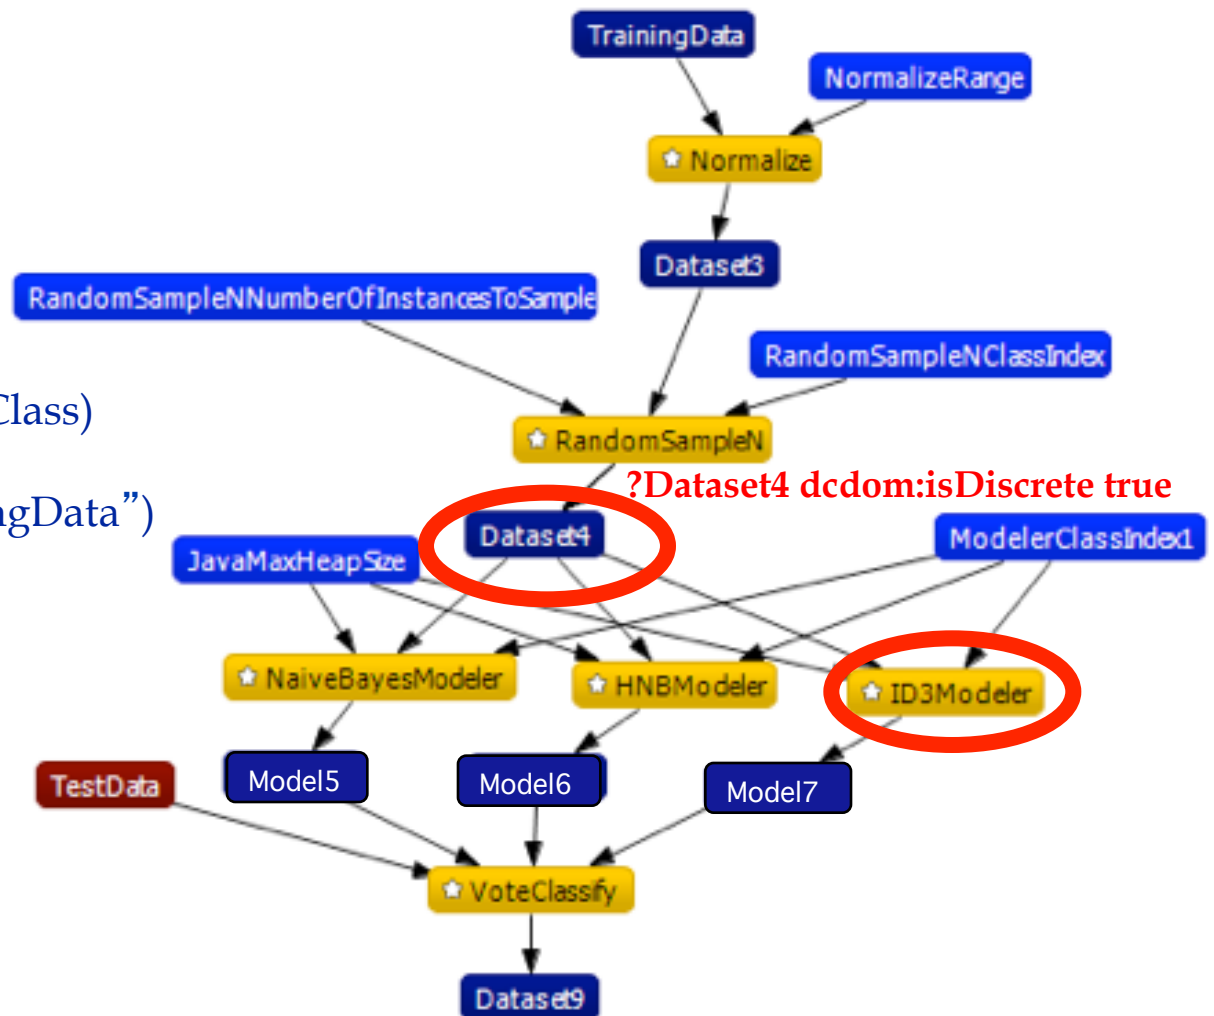 TrainingData
NormalizeRange
Normalize
Dataset3
RandomSampleNNumberOfInstancesToSample
RandomSampleNClassIndex
Class)
RandomSampleN
?Dataset4 dcdom:isDiscrete true
ngData”)
Dataset4
ModelerClassIndex1
JavaMaxHeapSize
NaiveBayesModeler
HNBModeler
ID3Modeler
TestData
Model5
Model6
Model7
VoteClassify
Dataset9